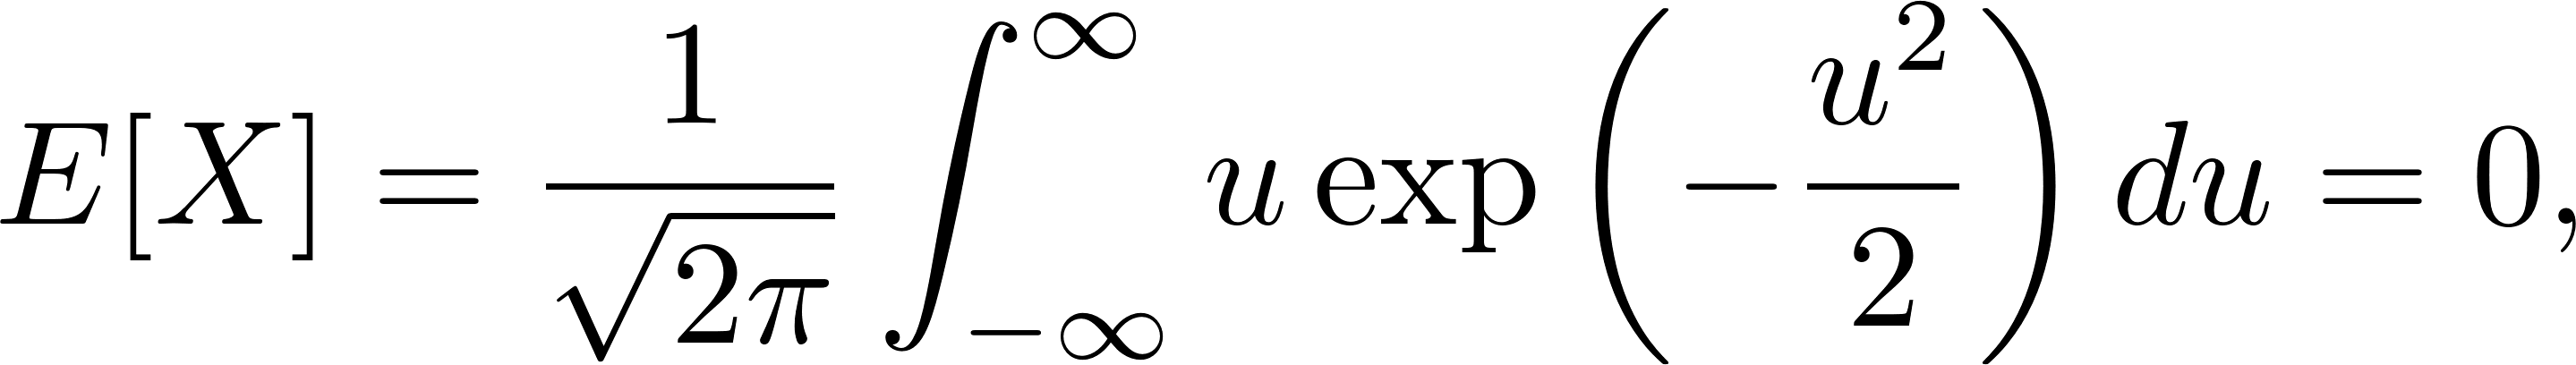 E[X] = \frac{1}{\sqrt{2\pi}} \int_{-\infty}^{\infty} u \exp\left(-\frac{u^2}{2}\right) du = 0,